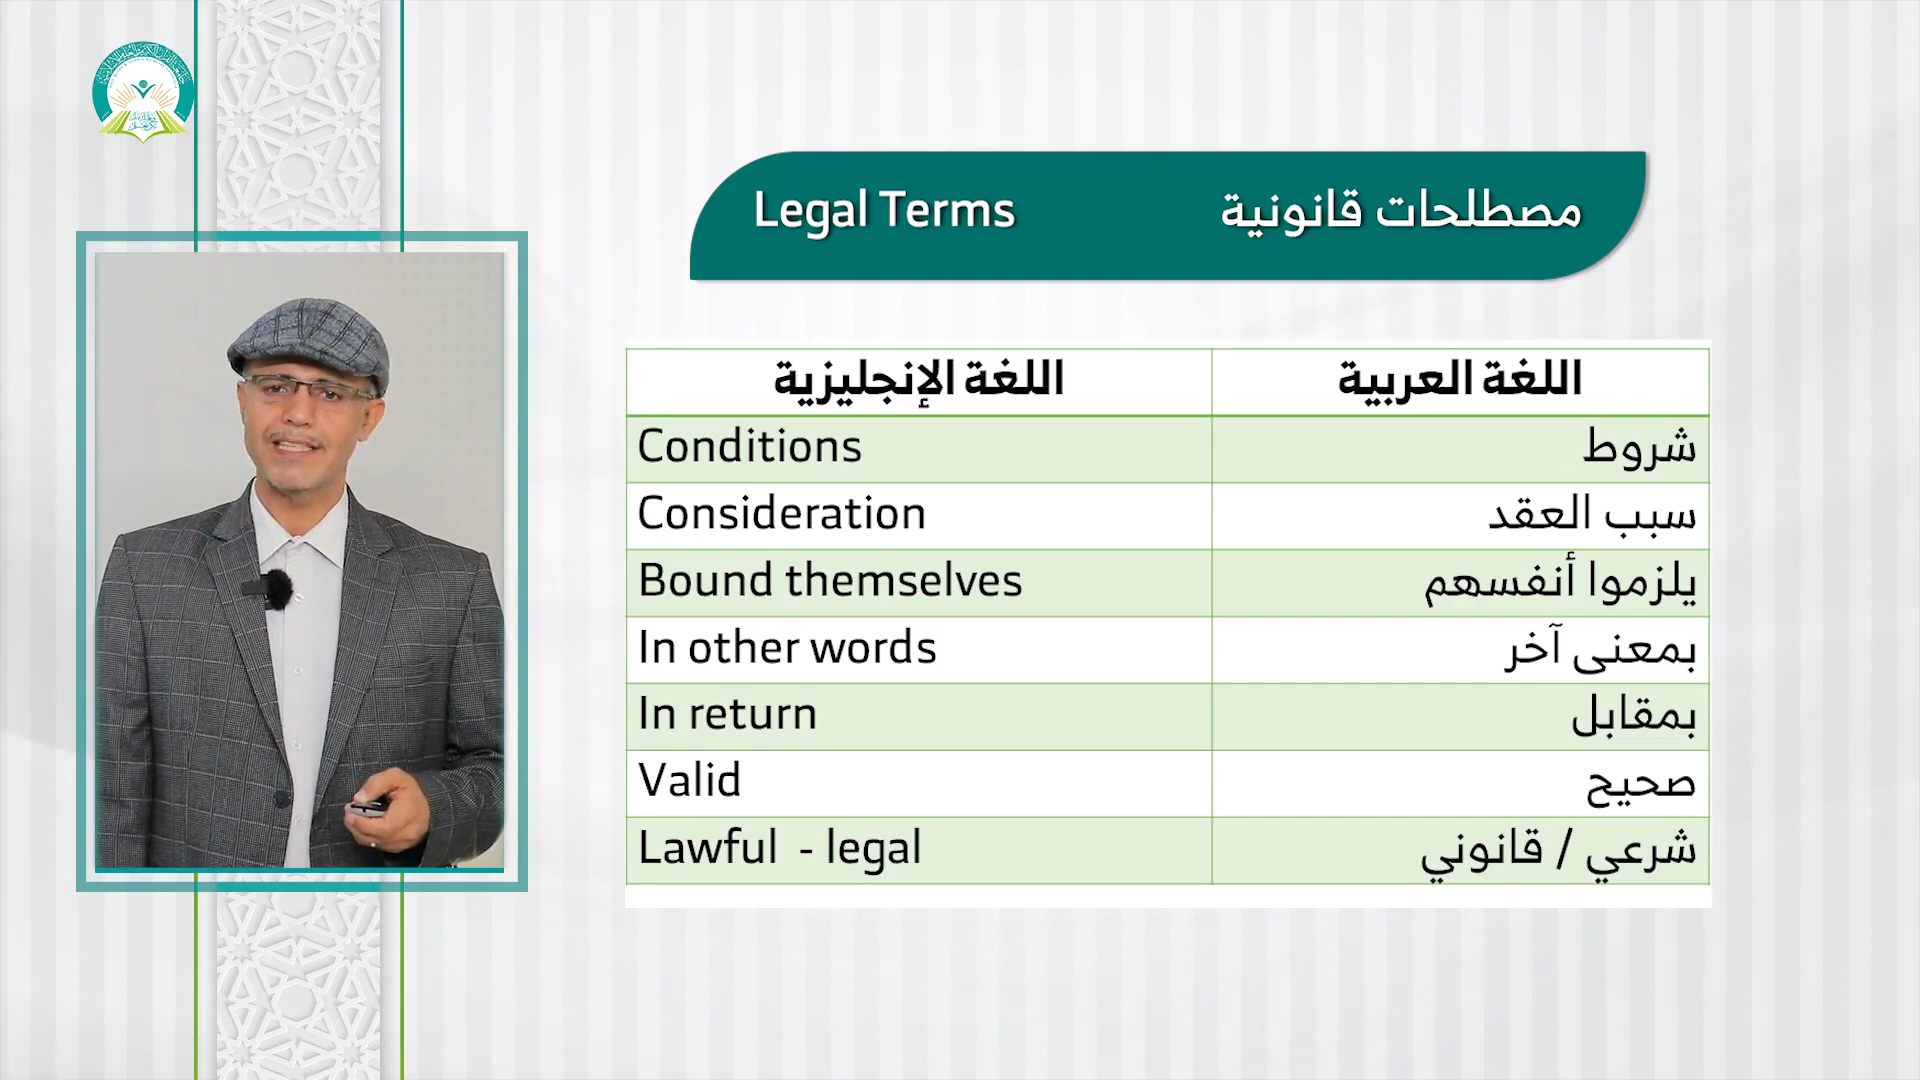 Legal Terms مصطلحات قانونية
اللغة الإنجليزية اللغة العربية
Conditions شروط
Consideration سبب العقد
Bound themselves يلزموا أنفسهم
In other words بمعنى آخر
In return بمقابل
Valid صحيح
Lawful - legal شرعي / قانوني